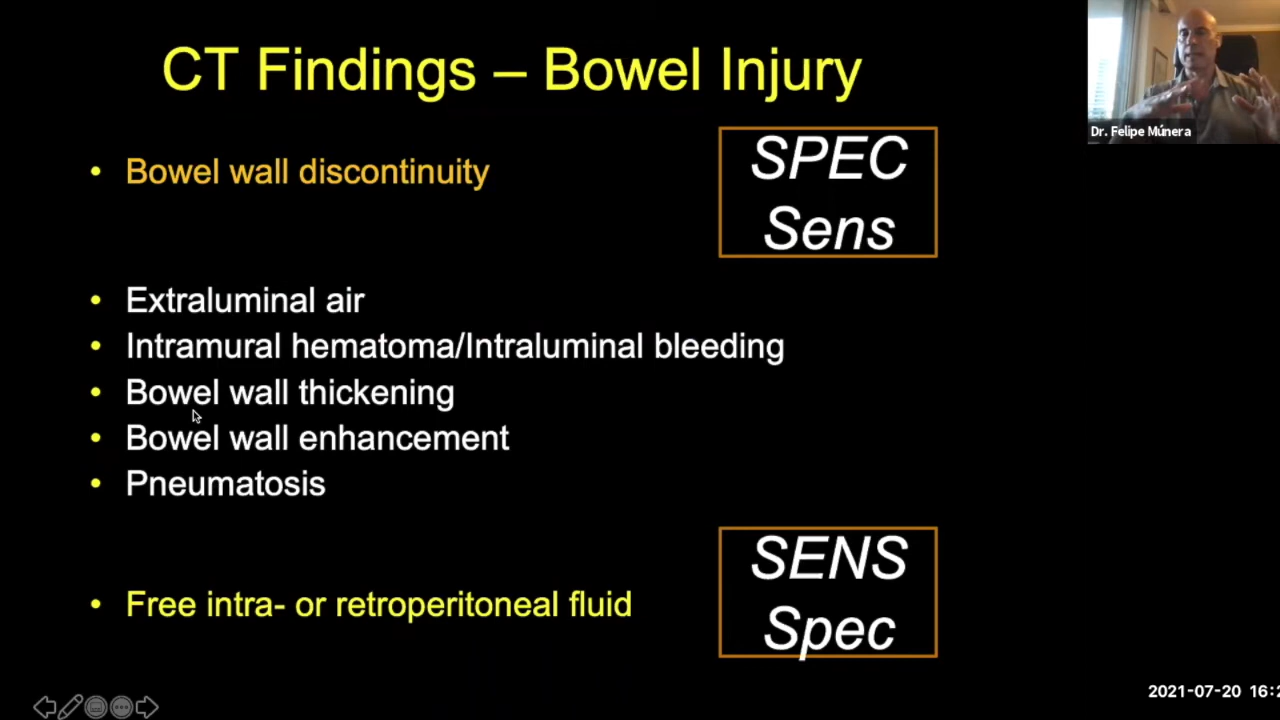 CT Findings – Bowel Injury
Dr. Felipe Múnera
• Bowel wall discontinuity
SPEC
Sens
• Extraluminal air
• Intramural hematoma/Intraluminal bleeding
• Bowel wall thickening
• Bowel wall enhancement
• Pneumatosis
• Free intra- or retroperitoneal fluid
SENS
Spec
2021-07-20